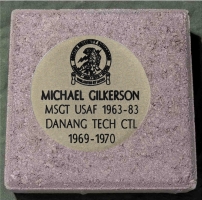 MICHAEL GILKERSON
MSGT USAF 1963-83
DANANG TECH CTL
1969-1970